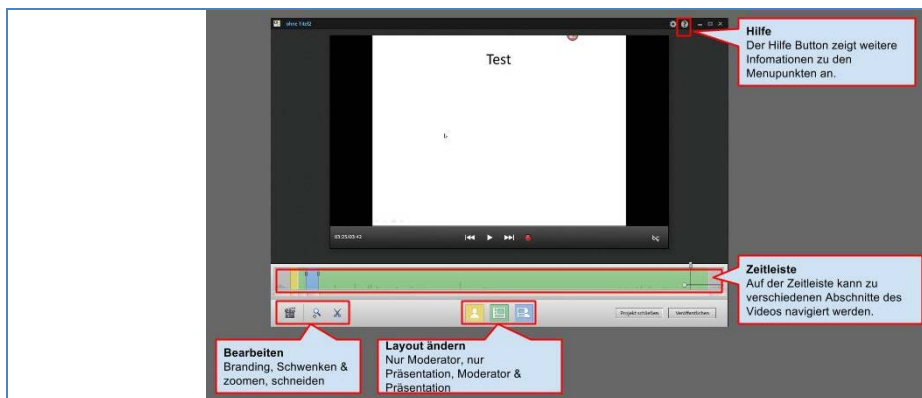 ohne Titel2
Hilfe
Der Hilfe Button zeigt weitere
Infomationen zu den
Menupunkten an.
Test
Zeitleiste
Auf der Zeitleiste kann zu
verschiedenen Abschnitte des
Videos navigiert werden.
Projekt schließen
Veröffentlichen
Bearbeiten
Branding, Schwenken &
zoomen, schneiden
Layout ändern
Nur Moderator, nur
Präsentation, Moderator &
Präsentation